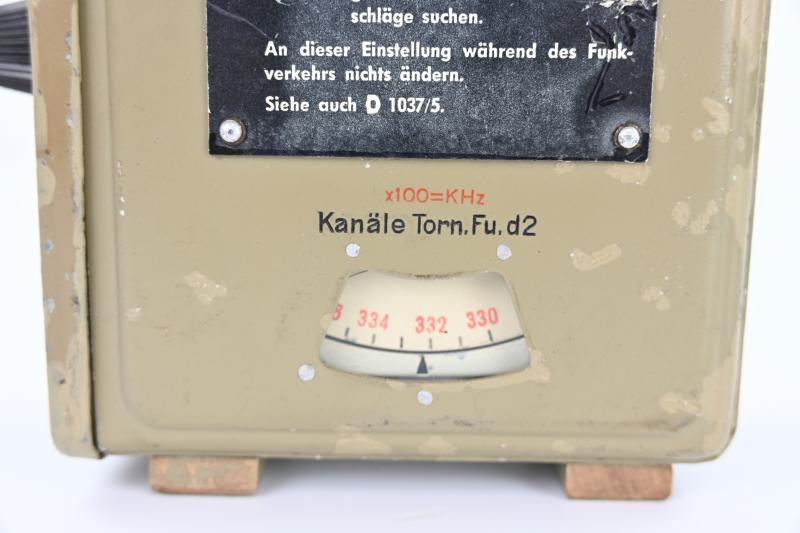 schläge suchen.
An dieser Einstellung während des Funk-
verkehrs nichts ändern.
Siehe auch D 1037/5.
x100=KHz
Kanäle Torn.Fu.d2
334 332 330